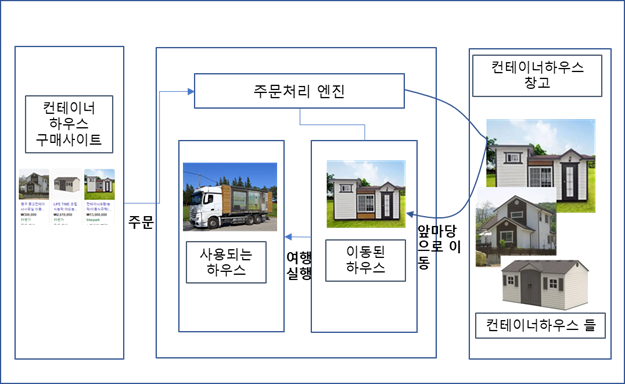 컨테이너
하우스
구매사이트
주문
주문처리 엔진
사용되는
하우스
여행
실행
이동된
하우스
앞마당
으로 이
동
컨테이너하우스
창고
컨테이너하우스 들